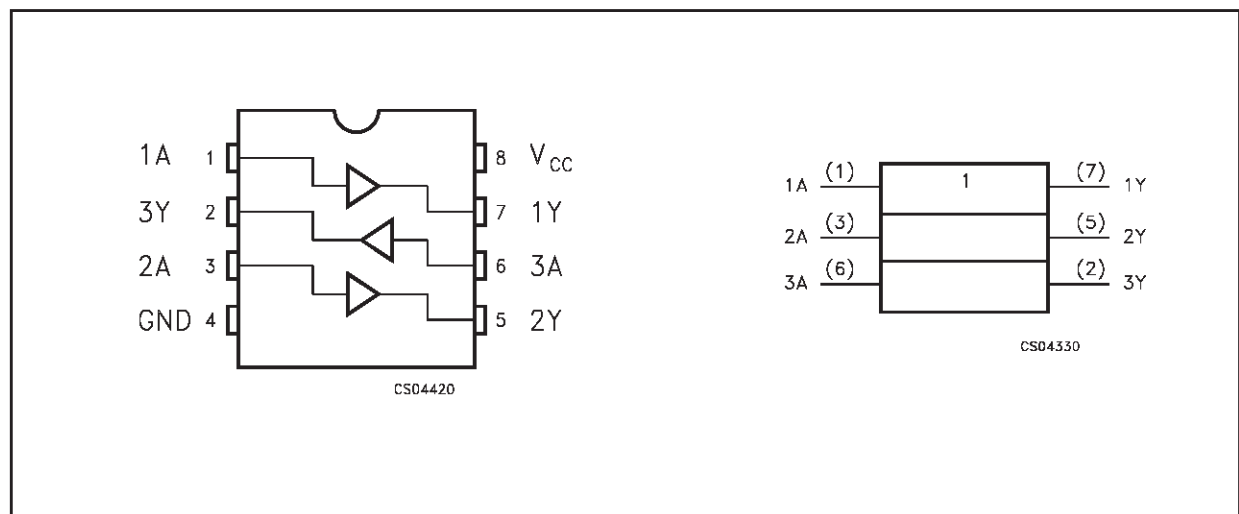 1A 1 8 VCC
3Y 2 7 1Y
2A 3 6 3A
GND 4 5 2Y
CS04420
1
1A (1) (7) 1Y
2A (3) (5) 2Y
3A (6) (2) 3Y
CS04330